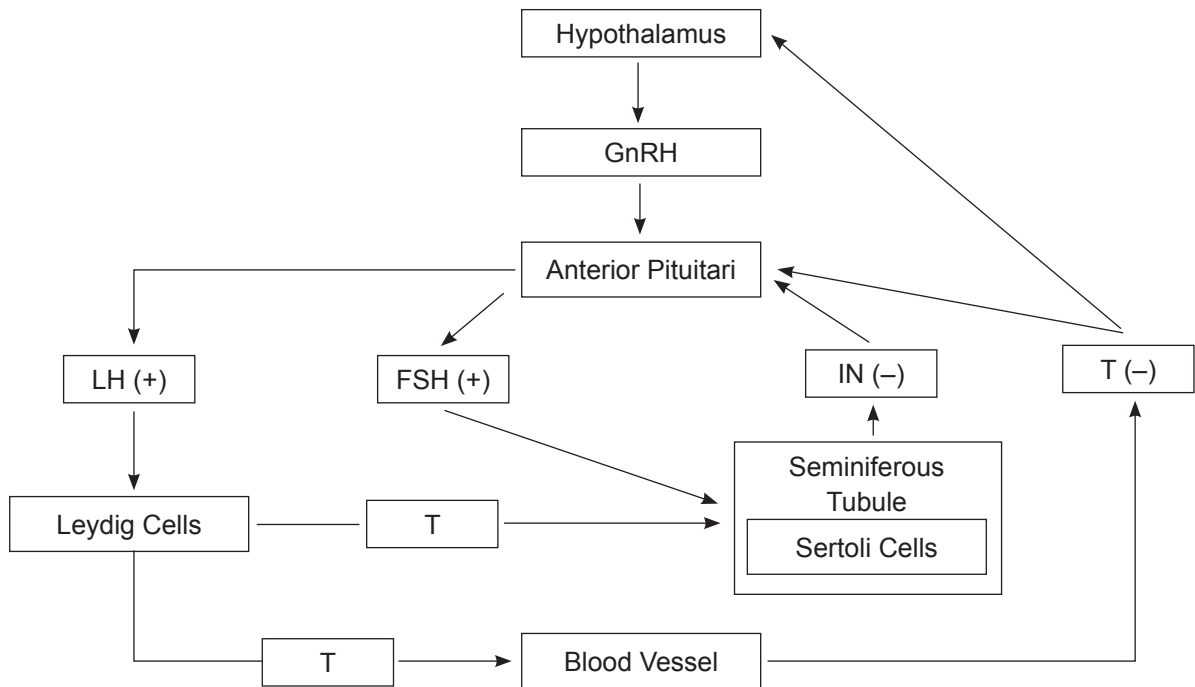 Hypothalamus
GnRH
Anterior Pituitari
LH (+)
FSH (+)
IN (–)
T (–)
Seminiferous
Tubule
Sertoli Cells
Leydig Cells
T
T
Blood Vessel